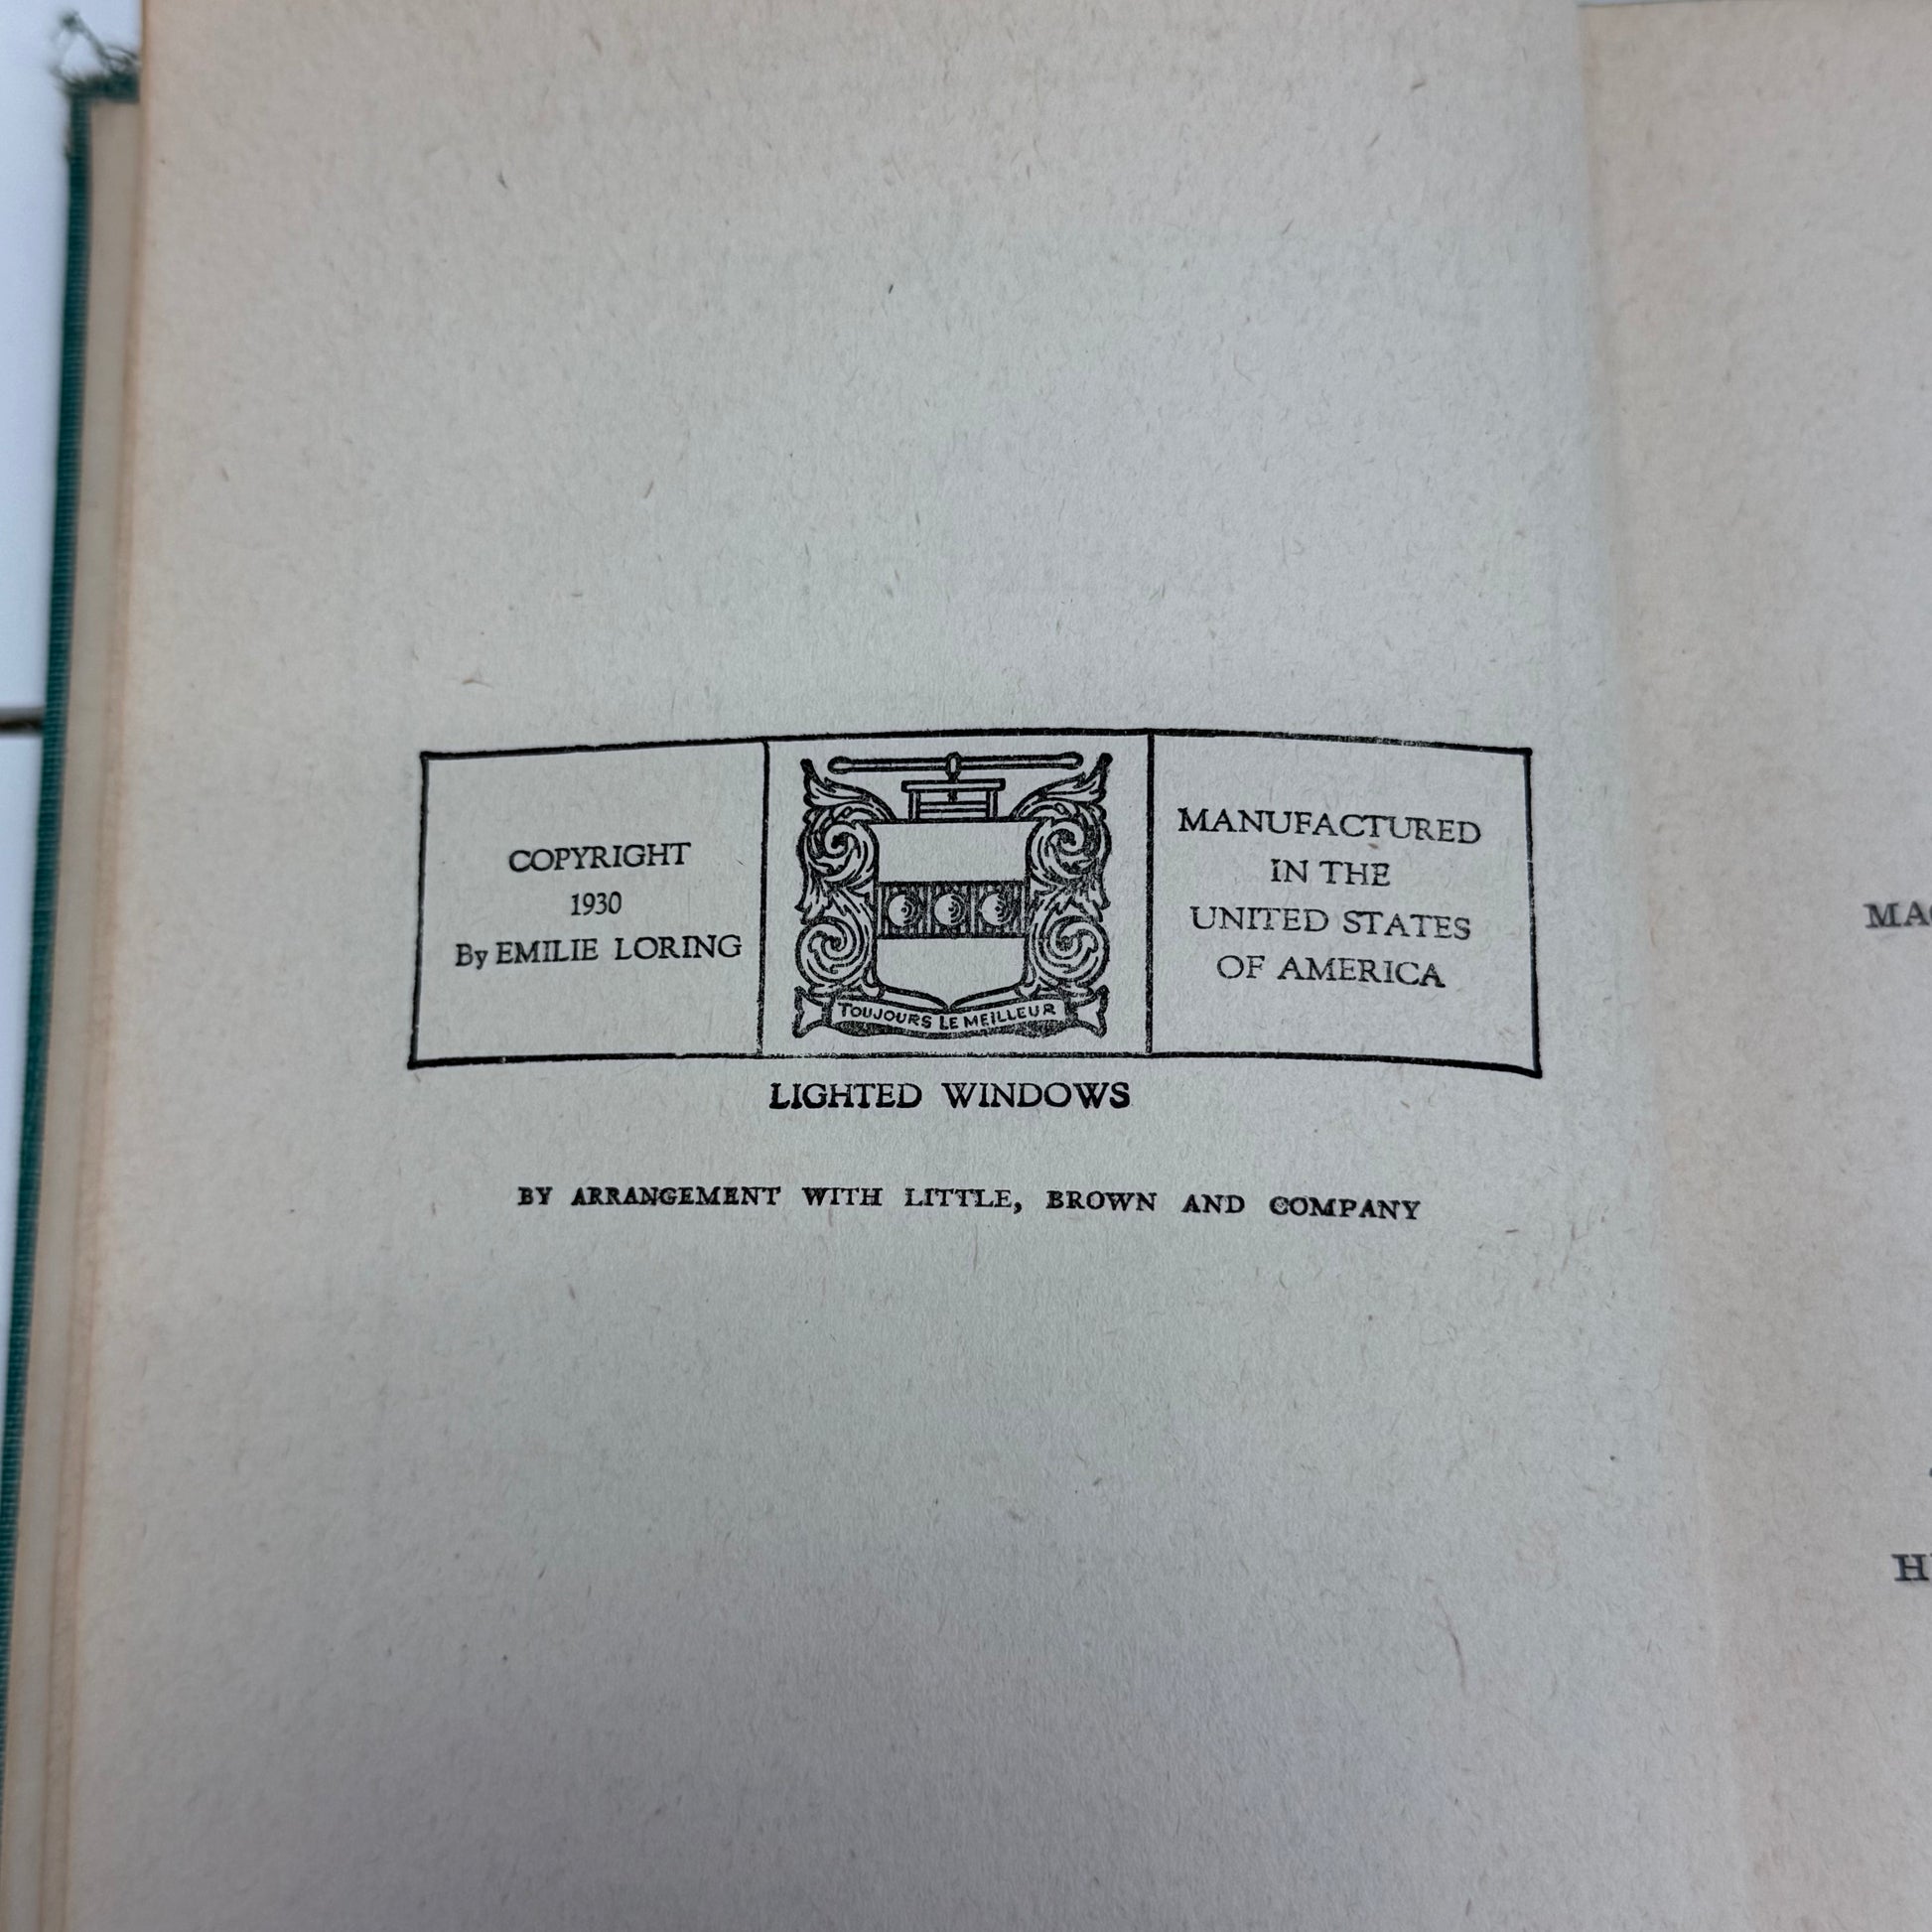 COPYRIGHT
1930
By EMILIE LORING
TOUJOURS LE MEILLEUR
MANUFACTURED
IN THE
UNITED STATES
OF AMERICA
LIGHTED WINDOWS
BY ARRANGEMENT WITH LITTLE, BROWN AND COMPANY